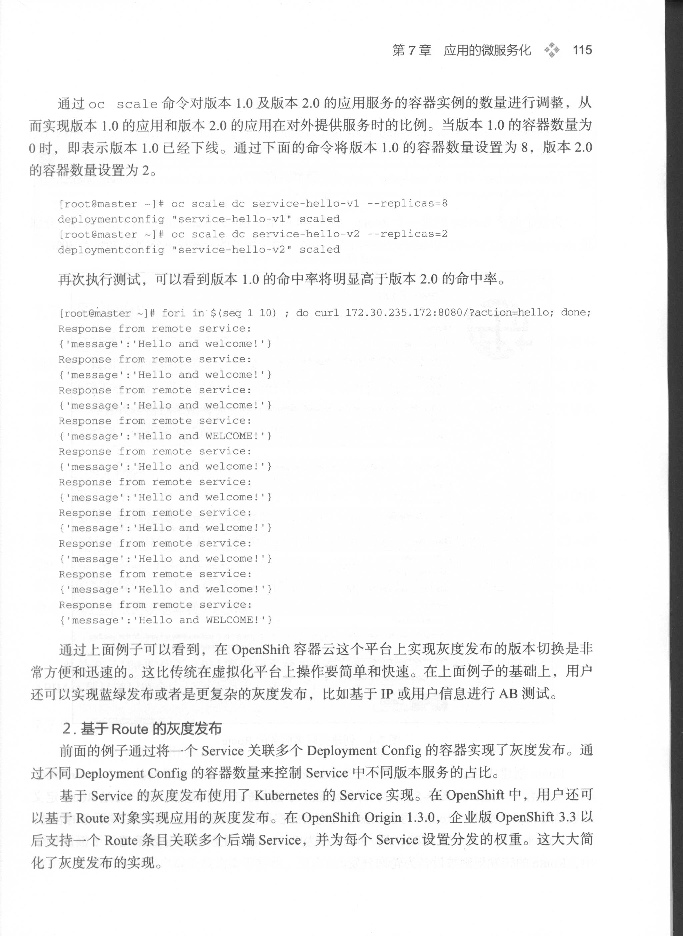 第 7 章 应用的微服务化 115
通过 oc scale 命令对版本 1.0 及版本 2.0 的应用服务的容器实例的数量进行调整，从
而实现版本 1.0 的应用和版本 2.0 的应用在对外提供服务时的比例。当版本 1.0 的容器数量为
0 时，即表示版本 1.0 已经下线。通过下面的命令将版本 1.0 的容器数量设置为 8，版本 2.0
的容器数量设置为 2。
[root@master ~]# oc scale dc service-hello-v1 --replicas=8
deploymentconfig "service-hello-v1" scaled
[root@master ~]# oc scale dc service-hello-v2 --replicas=2
deploymentconfig "service-hello-v2" scaled
再次执行测试，可以看到版本 1.0 的命中率将明显高于版本 2.0 的命中率。
[root@master ~]# fori in $(seq 1 10) ; do curl 172.30.235.172:8080/?action=hello; done;
Response from remote service:
{'message':'Hello and welcome!'}
Response from remote service:
{'message':'Hello and welcome!'}
Response from remote service:
{'message':'Hello and welcome!'}
Response from remote service:
{'message':'Hello and WELCOME!'}
Response from remote service:
{'message':'Hello and welcome!'}
Response from remote service:
{'message':'Hello and welcome!'}
Response from remote service:
{'message':'Hello and welcome!'}
Response from remote service:
{'message':'Hello and welcome!'}
Response from remote service:
{'message':'Hello and welcome!'}
Response from remote service:
{'message':'Hello and WELCOME!'}
通过上面例子可以看到，在 OpenShift 容器云这个平台上实现灰度发布的版本切换是非
常方便和迅速的。这比传统在虚拟化平台上操作要简单和快速。在上面例子的基础上，用户
还可以实现蓝绿发布或者是更复杂的灰度发布，比如基于 IP 或用户信息进行 AB 测试。
2. 基于 Route 的灰度发布
前面的例子通过将一个 Service 关联多个 Deployment Config 的容器实现了灰度发布。通
过不同 Deployment Config 的容器数量来控制 Service 中不同版本服务的占比。
基于 Service 的灰度发布使用了 Kubernetes 的 Service 实现。在 OpenShift 中，用户还可
以基于 Route 对象实现应用的灰度发布。在 OpenShift Origin 1.3.0，企业版 OpenShift 3.3 以
后支持一个 Route 条目关联多个后端 Service，并为每个 Service 设置分发的权重。这大大简
化了灰度发布的实现。